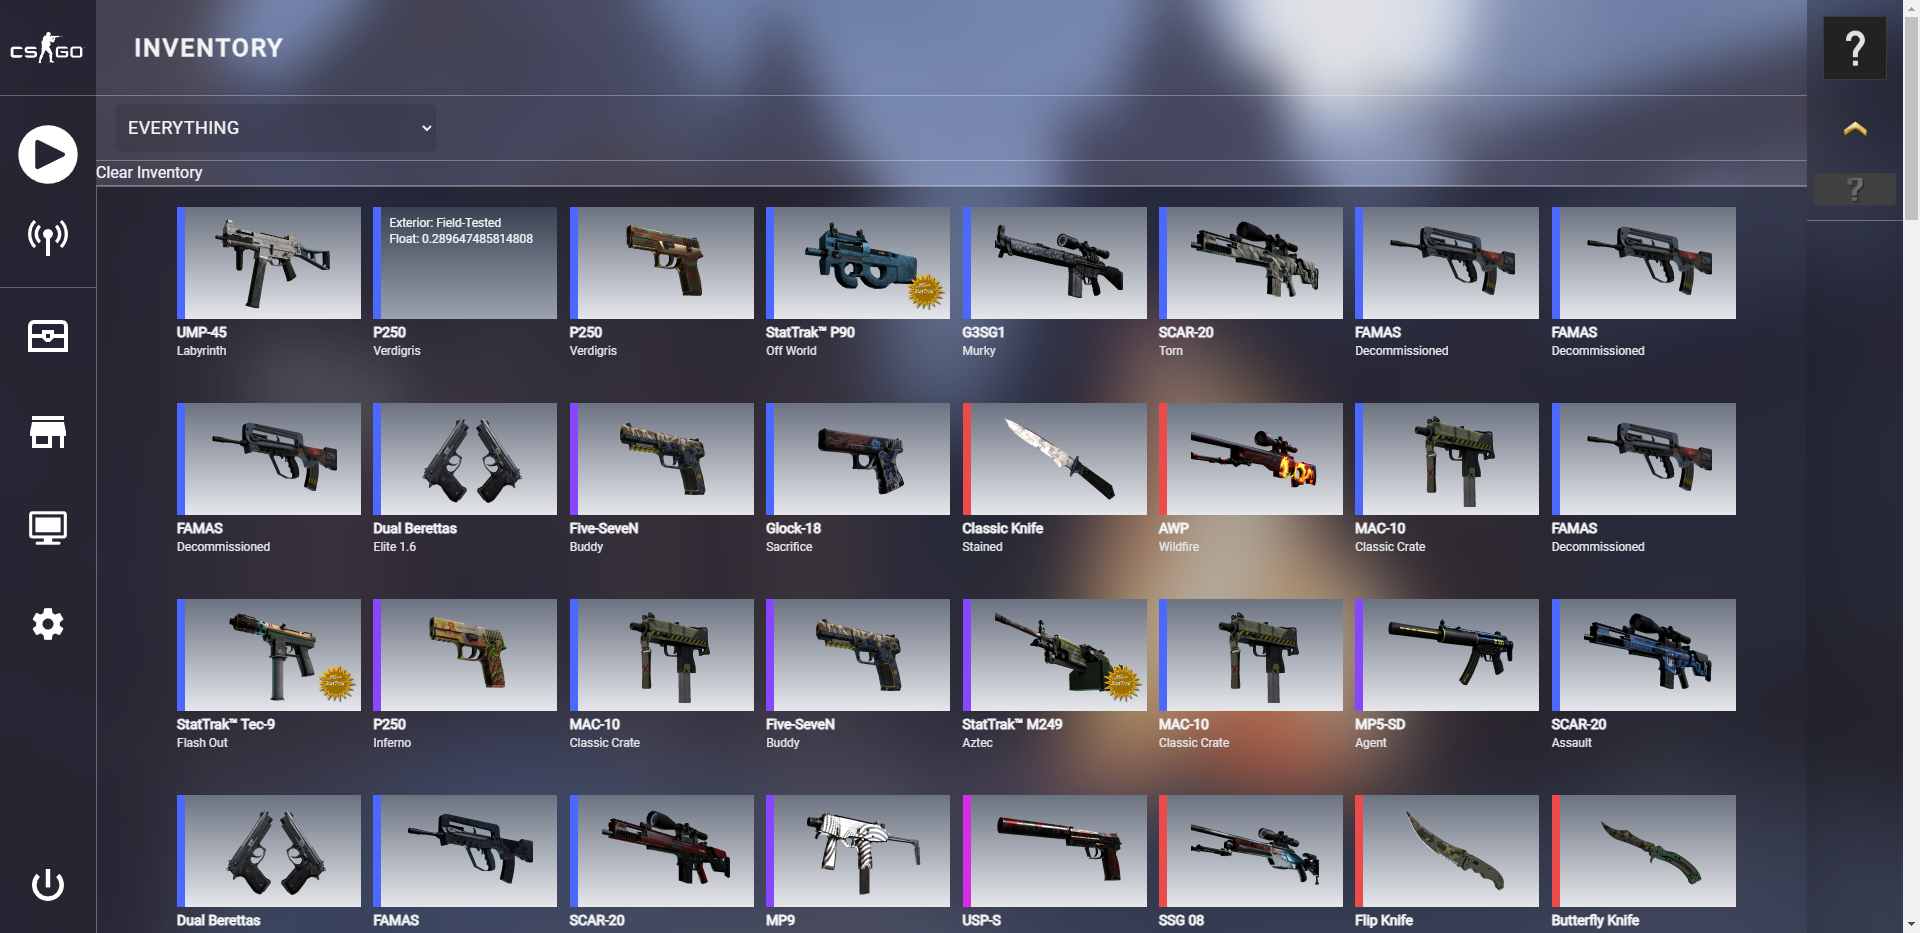 CS GO
INVENTORY
?
EVERYTHING
?
Clear Inventory
Exterior: Field-Tested
Float: 0.289647485814808
UMP-45
Labyrinth
P250
Verdigris
P250
Verdigris
StatTrak™ P90
Off World
G3SG1
Murky
SCAR-20
Torn
FAMAS
Decommissioned
FAMAS
Decommissioned
FAMAS
Decommissioned
Dual Berettas
Elite 1.6
Five-SeveN
Buddy
Glock-18
Sacrifice
Classic Knife
Stained
AWP
Wildfire
MAC-10
Classic Crate
FAMAS
Decommissioned
StatTrak™ Tec-9
Flash Out
P250
Inferno
MAC-10
Classic Crate
Five-SeveN
Buddy
StatTrak™ M249
Aztec
MAC-10
Classic Crate
MP5-SD
Agent
SCAR-20
Assault
Dual Berettas
FAMAS
SCAR-20
MP9
USP-S
SSG 08
Flip Knife
Butterfly Knife